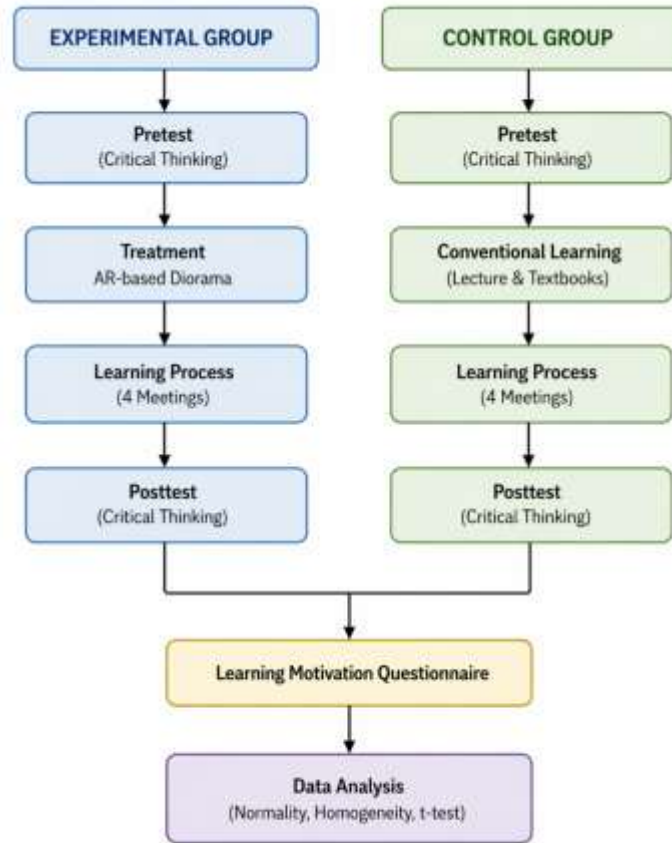 EXPERIMENTAL GROUP
Pretest
(Critical Thinking)
Treatment
AR-based Diorama
Learning Process
(4 Meetings)
Posttest
(Critical Thinking)
CONTROL GROUP
Pretest
(Critical Thinking)
Conventional Learning
(Lecture & Textbooks)
Learning Process
(4 Meetings)
Posttest
(Critical Thinking)
Learning Motivation Questionnaire
Data Analysis
(Normality, Homogeneity, t-test)